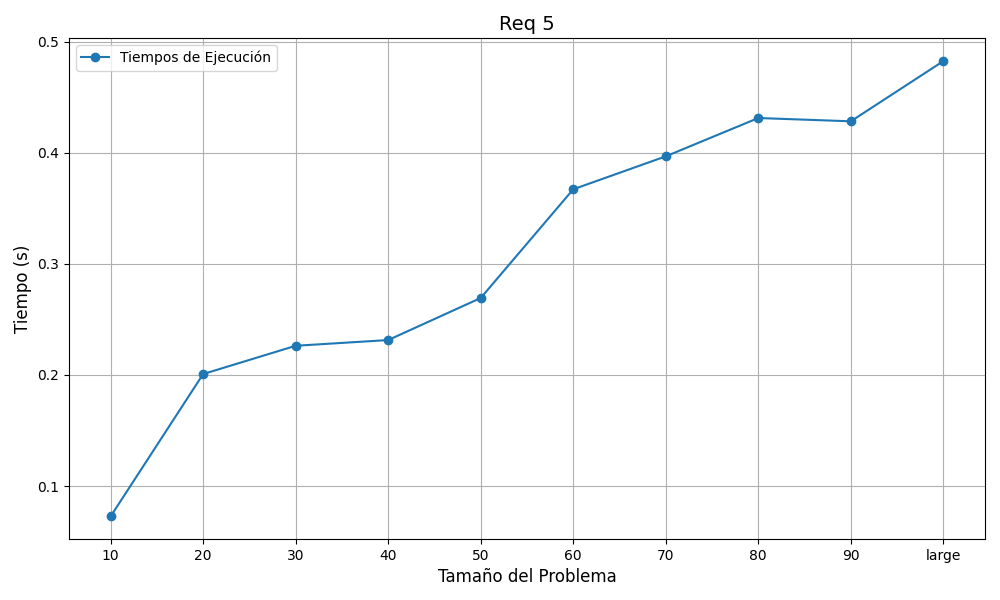 Req 5
Tiempos de Ejecución
Tiempo (s)
0.5
0.4
0.3
0.2
0.1
10 20 30 40 50 60 70 80 90 large
Tamaño del Problema